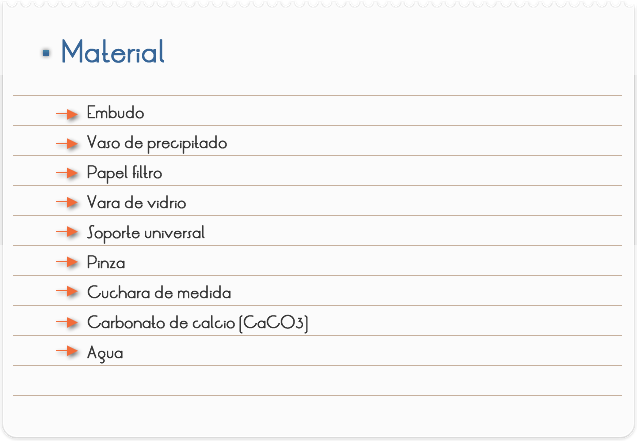 Material
Embudo
Vaso de precipitado
Papel filtro
Vara de vidrio
Soporte universal
Pinza
Cuchara de medida
Carbonato de calcio (CaCO3)
Agua